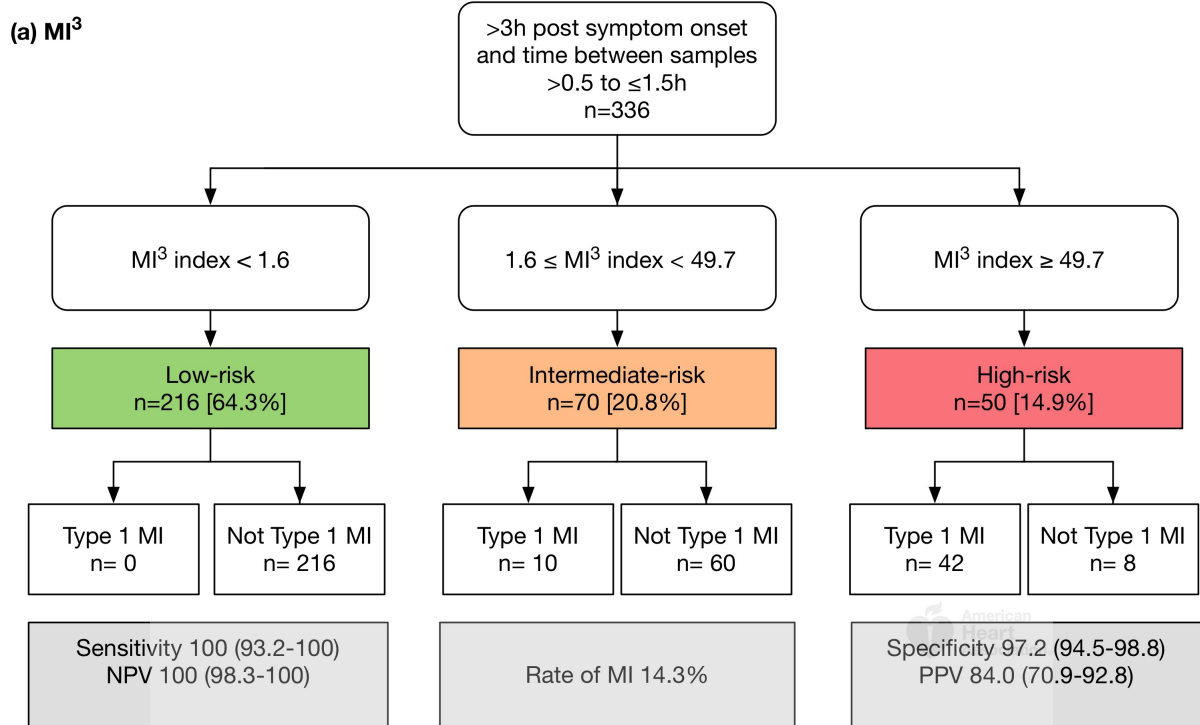 (a) MI³
>3h post symptom onset
and time between samples
>0.5 to ≤1.5h
n=336
MI³ index < 1.6
1.6 ≤ MI³ index < 49.7
MI³ index ≥ 49.7
Low-risk
n=216 [64.3%]
Intermediate-risk
n=70 [20.8%]
High-risk
n=50 [14.9%]
Type 1 MI
n= 0
Not Type 1 MI
n= 216
Type 1 MI
n= 10
Not Type 1 MI
n= 60
Type 1 MI
n= 42
Not Type 1 MI
n= 8
American
Heart
Sensitivity 100 (93.2-100)
NPV 100 (98.3-100)
Rate of MI 14.3%
Specificity 97.2 (94.5-98.8)
PPV 84.0 (70.9-92.8)